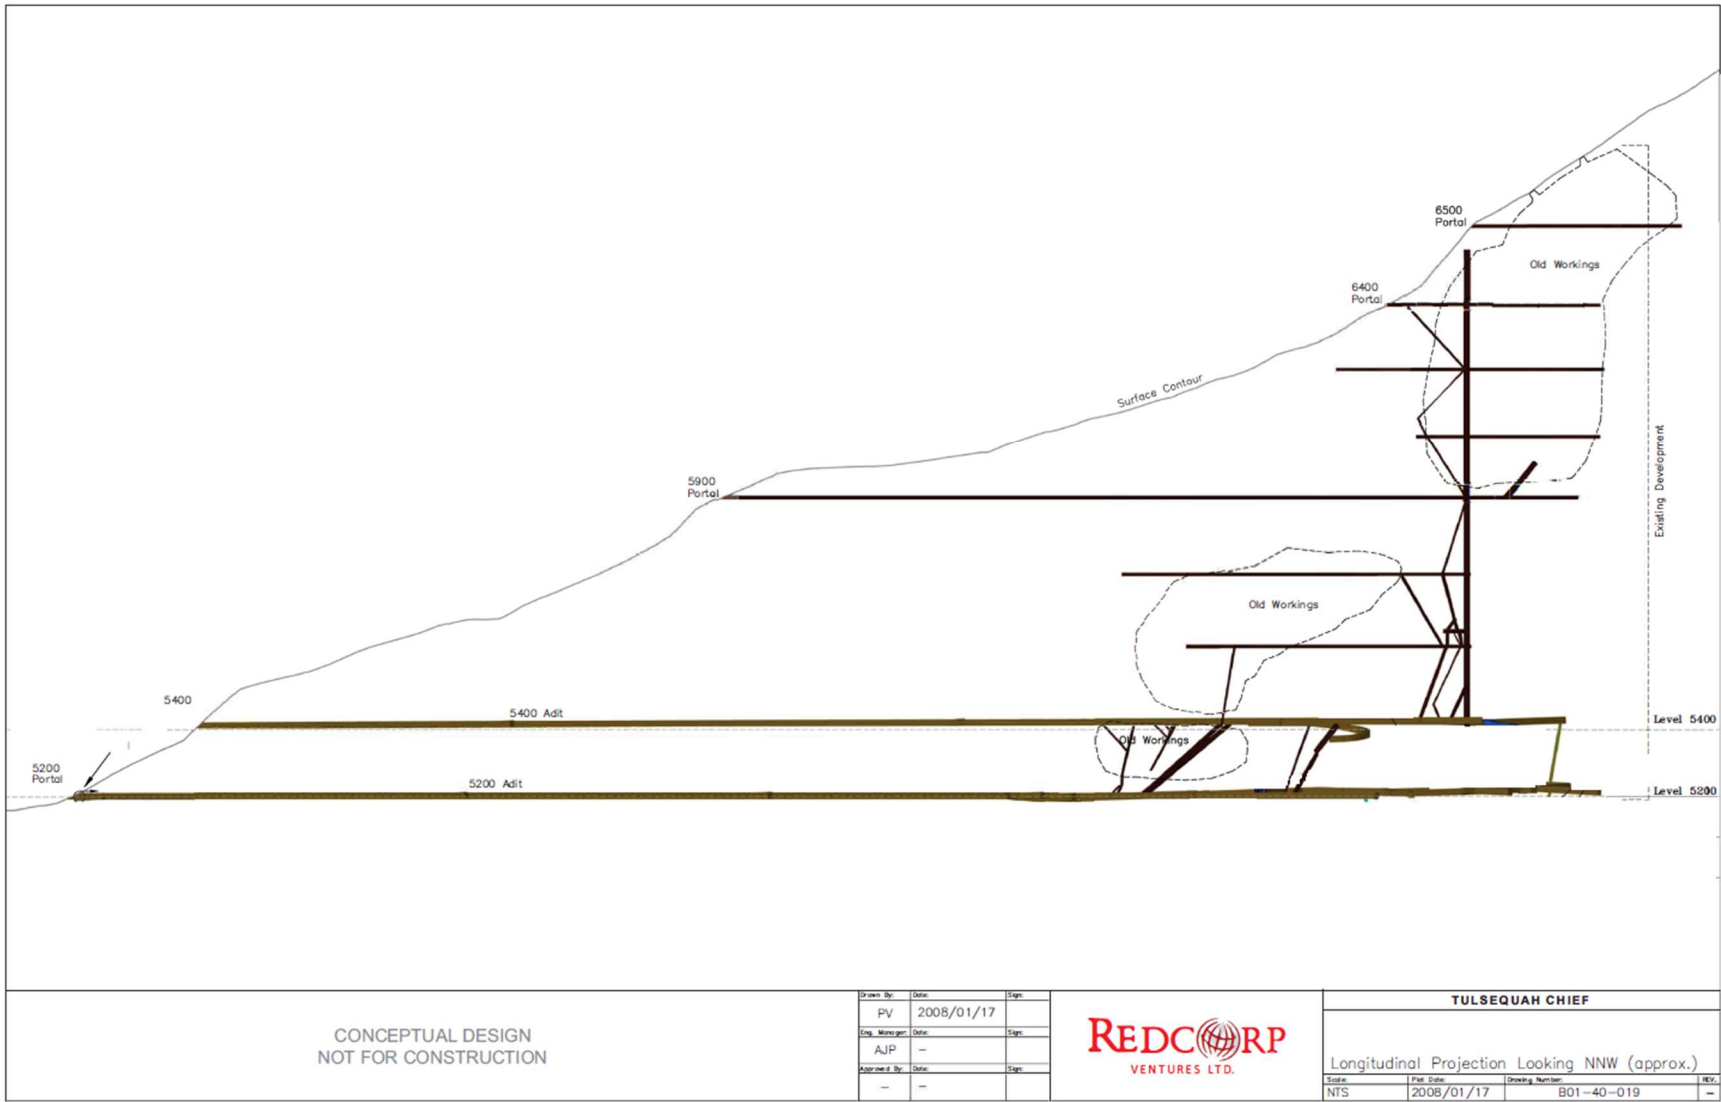 6500
Portal
Old Workings
6400
Portal
Surface Contour
Existing Development
5900
Portal
Old Workings
5400
5400 Adit
Level 5400
Old Workings
5200
Portal
5200 Adit
Level 5200
CONCEPTUAL DESIGN
NOT FOR CONSTRUCTION
Drawn By: Date: Sign:
PV 2008/01/17
Eng. Manager: Date: Sign:
AJP –
Approved By: Date: Sign:
– –
REDCORP
VENTURES LTD.
TULSEQUAH CHIEF
Longitudinal Projection Looking NNW (approx.)
Scale: Plot Date: Drawing Number: REV.
NTS 2008/01/17 B01-40-019 –